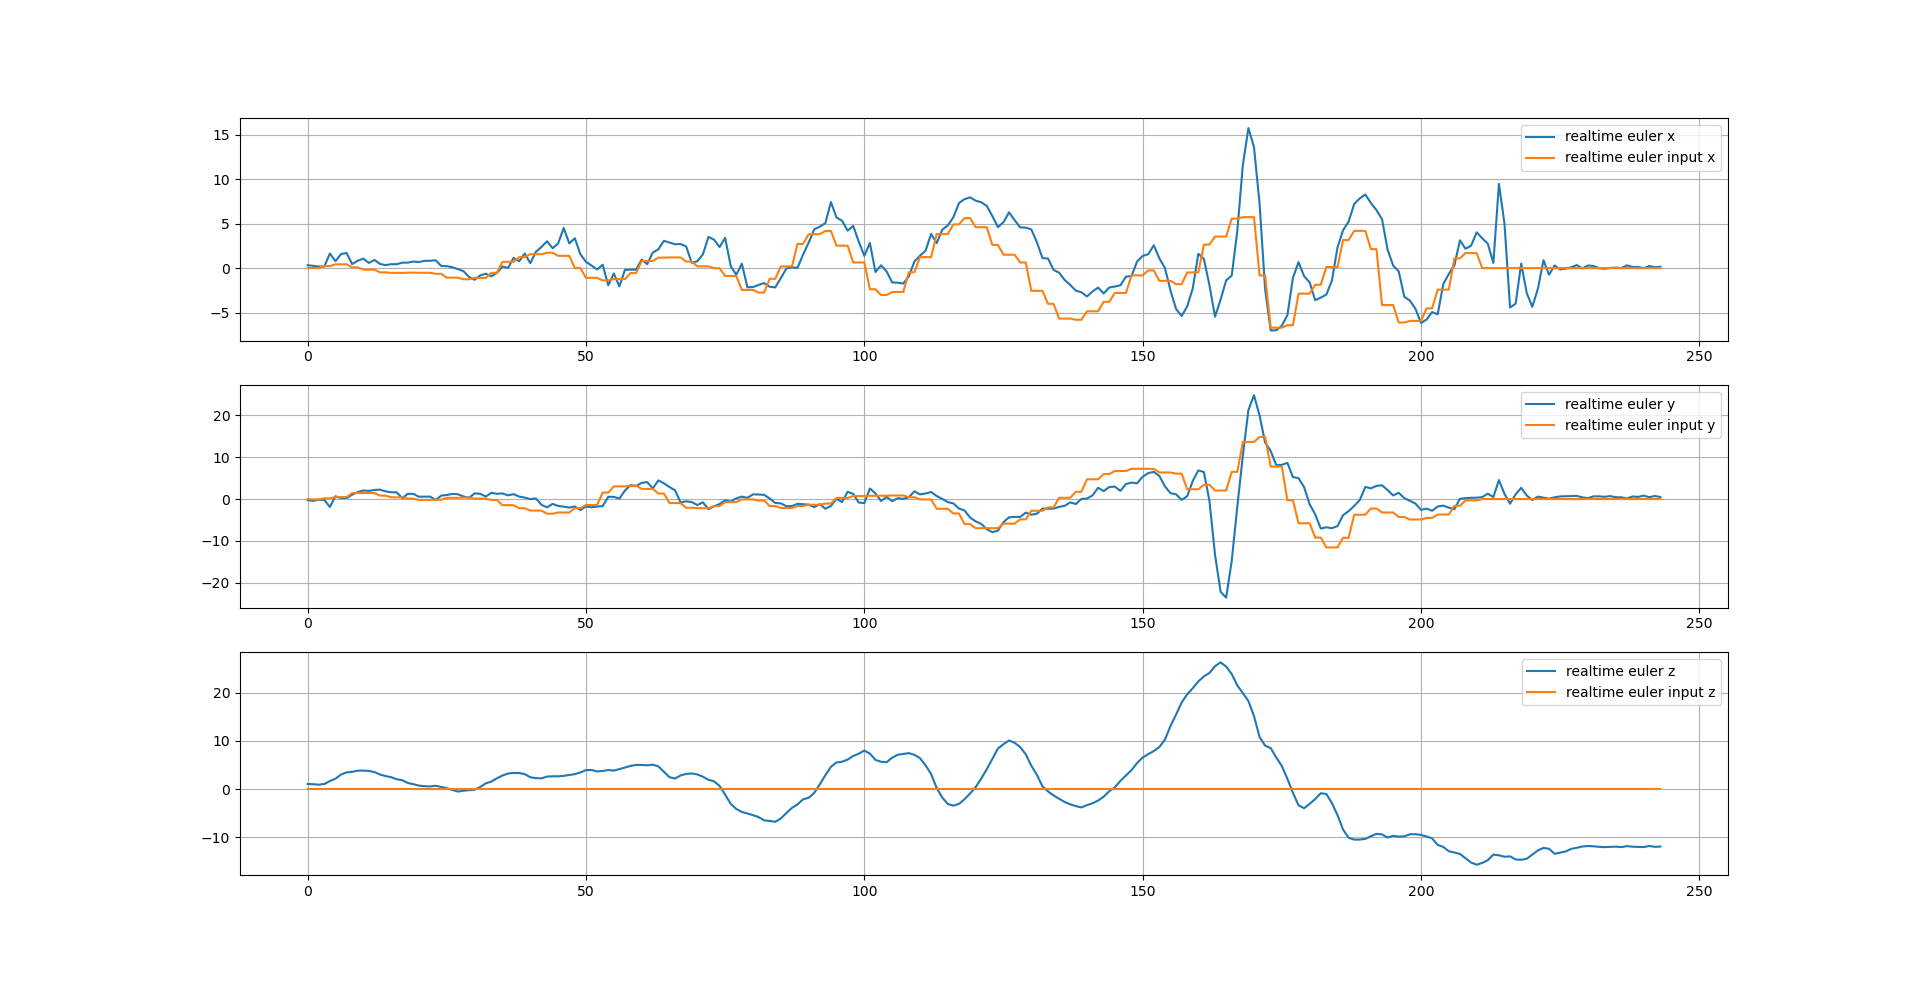 15
10
5
0
−5
realtime euler x
realtime euler input x
0 50 100 150 200 250
20
10
0
−10
−20
realtime euler y
realtime euler input y
0 50 100 150 200 250
20
10
0
−10
realtime euler z
realtime euler input z
0 50 100 150 200 250